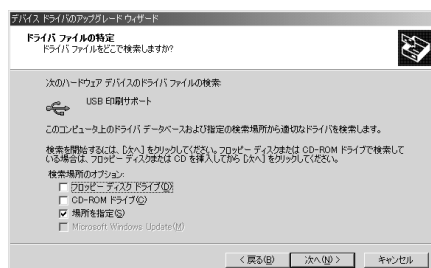 デバイス ドライバのアップグレード ウィザード
ドライバ ファイルの特定
ドライバ ファイルをどこで検索しますか?
次のハードウェア デバイスのドライバ ファイルの検索:
USB 印刷サポート
このコンピュータ上のドライバ データベースおよび指定の検索場所から適切なドライバを検索します。
検索を開始するには、[次へ] をクリックしてください。フロッピー ディスクまたは CD-ROM ドライブで検索して
いる場合は、フロッピー ディスクまたは CD を挿入してから [次へ] をクリックしてください。
検索場所のオプション:
フロッピー ディスク ドライブ(D)
CD-ROM ドライブ(C)
場所を指定(S)
Microsoft Windows Update(M)
< 戻る(B) 次へ(N) > キャンセル